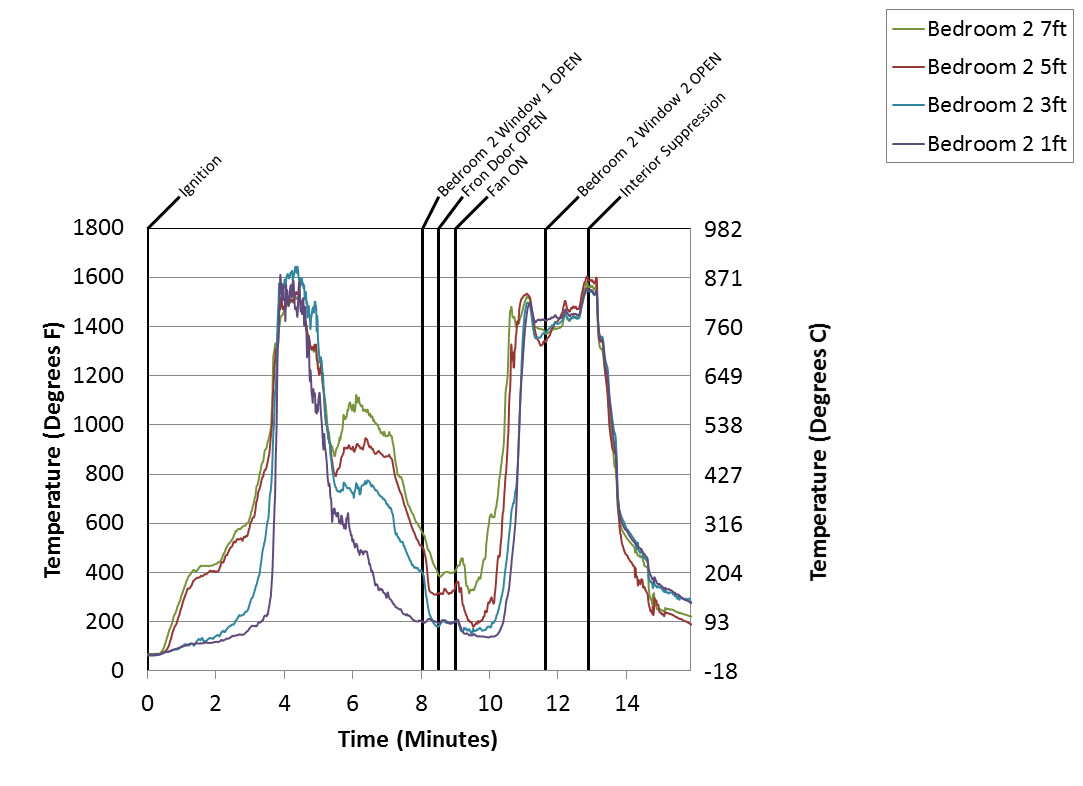 Bedroom 2 7ft
Bedroom 2 5ft
Bedroom 2 3ft
Bedroom 2 1ft
Ignition
Bedroom 2 Window 1 OPEN
Fron Door OPEN
Fan ON
Bedroom 2 Window 2 OPEN
Interior Suppression
Temperature (Degrees F)
1800
1600
1400
1200
1000
800
600
400
200
0
982
871
760
649
538
427
316
204
93
-18
Temperature (Degrees C)
0 2 4 6 8 10 12 14
Time (Minutes)